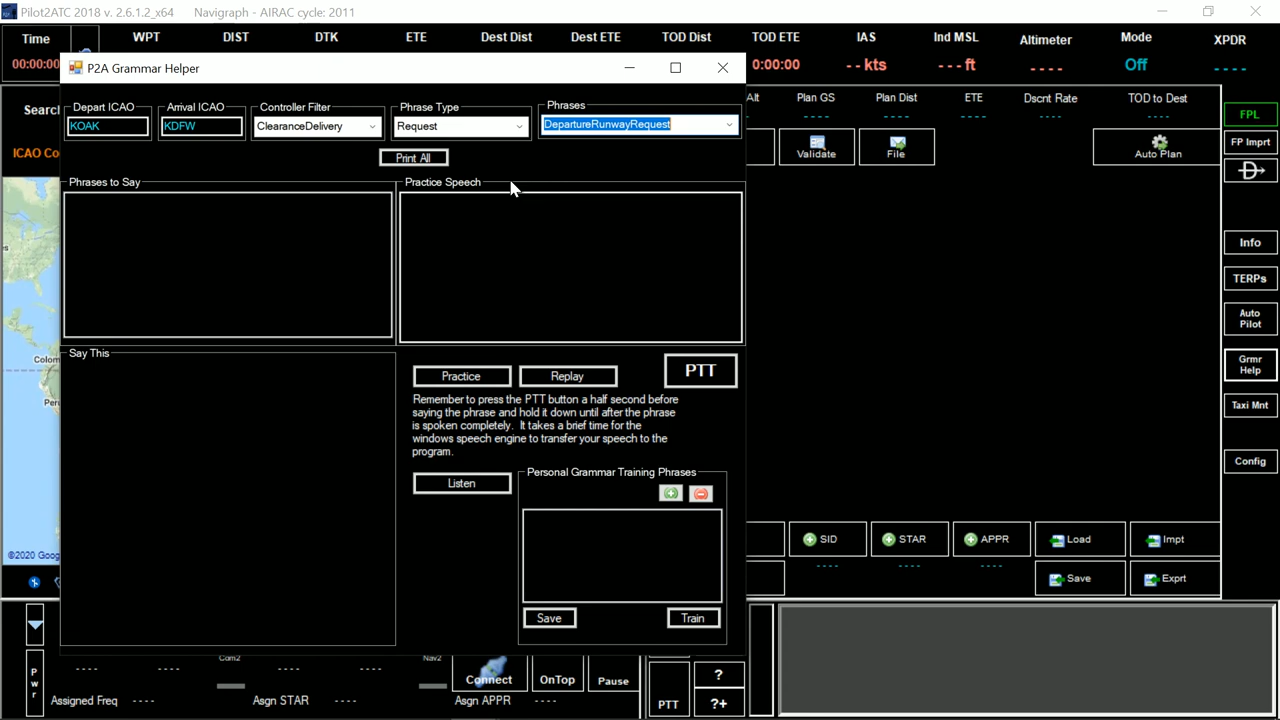 Pilot2ATC 2018 v. 2.6.1.2_x64 Navigraph - AIRAC cycle: 2011
Time WPT DIST DTK ETE Dest Dist Dest ETE TOD Dist TOD ETE IAS Ind MSL Altimeter Mode XPDR
00:00:00 0:00:00 - - kts - - - ft - - - - Off - - - -
P2A Grammar Helper
Depart ICAO Arrival ICAO Controller Filter Phrase Type Phrases
KOAK KDFW ClearanceDelivery Request DepartureRunwayRequest
Print All
Phrases to Say Practice Speech
Say This
Practice Replay PTT
Remember to press the PTT button a half second before
saying the phrase and hold it down until after the phrase
is spoken completely. It takes a brief time for the
windows speech engine to transfer your speech to the
program.
Listen
Personal Grammar Training Phrases
Save Train
Search
ICAO Co
Colom
Per
©2020 Goog
Alt Plan GS Plan Dist ETE Dscnt Rate TOD to Dest
- - - - - - - - - - - - - - - - - - - -
Validate File Auto Plan
FPL
FP Imprt
Info
TERPs
Auto
Pilot
Grmr
Help
Taxi Mnt
Config
SID STAR APPR Load Impt
- - - - - - - - - - - - Save Exprt
Pwr
Com2 Nav2
- - - - - - - - - - - - - - - -
Connect OnTop Pause
Assigned Freq - - - - Asgn STAR - - - - Asgn APPR - - - -
PTT ? ?+